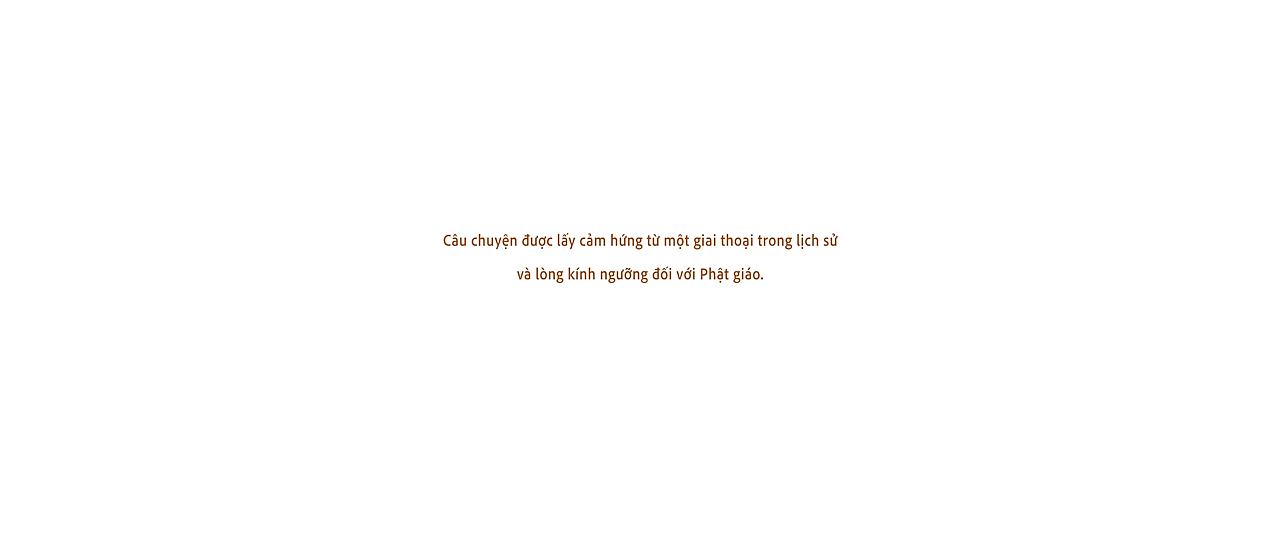 Câu chuyện được lấy cảm hứng từ một giai thoại trong lịch sử
và lòng kính ngưỡng đối với Phật giáo.